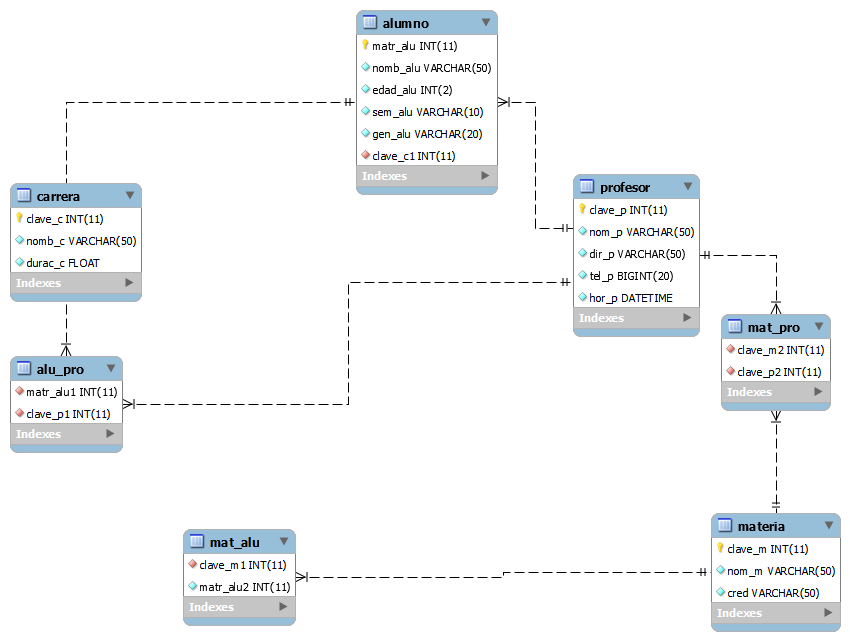 alumno
matr_alu INT(11)
nomb_alu VARCHAR(50)
edad_alu INT(2)
sem_alu VARCHAR(10)
gen_alu VARCHAR(20)
clave_c1 INT(11)
Indexes
carrera
clave_c INT(11)
nomb_c VARCHAR(50)
durac_c FLOAT
Indexes
profesor
clave_p INT(11)
nom_p VARCHAR(50)
dir_p VARCHAR(50)
tel_p BIGINT(20)
hor_p DATETIME
Indexes
mat_pro
clave_m2 INT(11)
clave_p2 INT(11)
Indexes
alu_pro
matr_alu1 INT(11)
clave_p1 INT(11)
Indexes
mat_alu
clave_m1 INT(11)
matr_alu2 INT(11)
Indexes
materia
clave_m INT(11)
nom_m VARCHAR(50)
cred VARCHAR(50)
Indexes